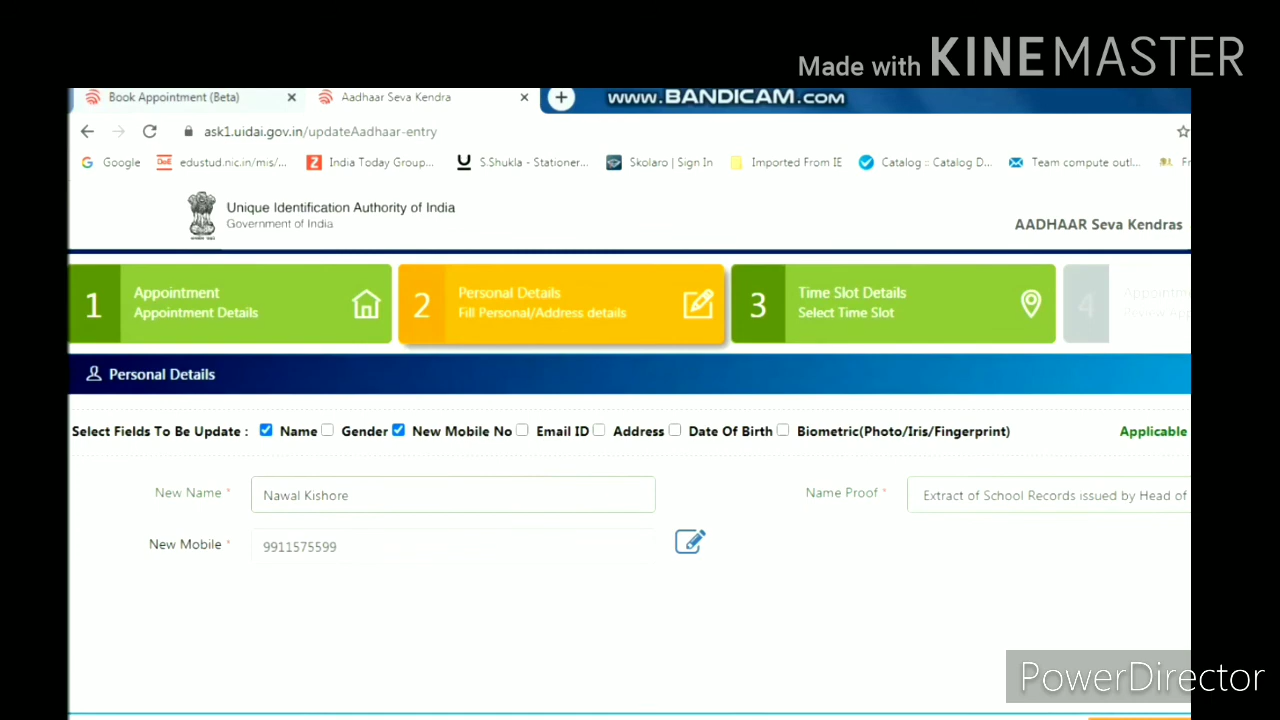 Made with KINEMASTER
Book Appointment (Beta)
Aadhaar Seva Kendra
www.BANDICAM.com
ask1.uidai.gov.in/updateAadhaar-entry
Google
edustud.nic.in/mis/...
India Today Group...
S.Shukla - Stationer...
Skolaro | Sign In
Imported From IE
Catalog :: Catalog D...
Team compute outl...
Unique Identification Authority of India
Government of India
AADHAAR Seva Kendras
1
Appointment
Appointment Details
2
Personal Details
Fill Personal/Address details
3
Time Slot Details
Select Time Slot
4
Personal Details
Select Fields To Be Update : Name Gender New Mobile No Email ID Address Date Of Birth Biometric(Photo/Iris/Fingerprint) Applicable
New Name * Nawal Kishore
Name Proof * Extract of School Records issued by Head of
New Mobile * 9911575599
PowerDirector